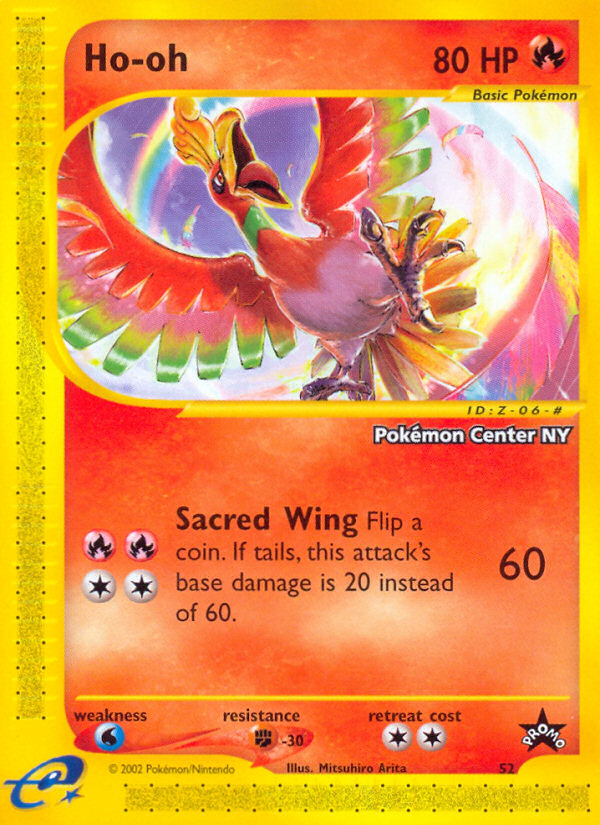 Ho-oh
80 HP
Basic Pokémon
ID:Z-06-#
Pokémon Center NY
Sacred Wing Flip a
coin. If tails, this attack's
base damage is 20 instead
of 60.
60
weakness resistance retreat cost
-30
PROMO
© 2002 Pokémon/Nintendo Illus. Mitsuhiro Arita 52